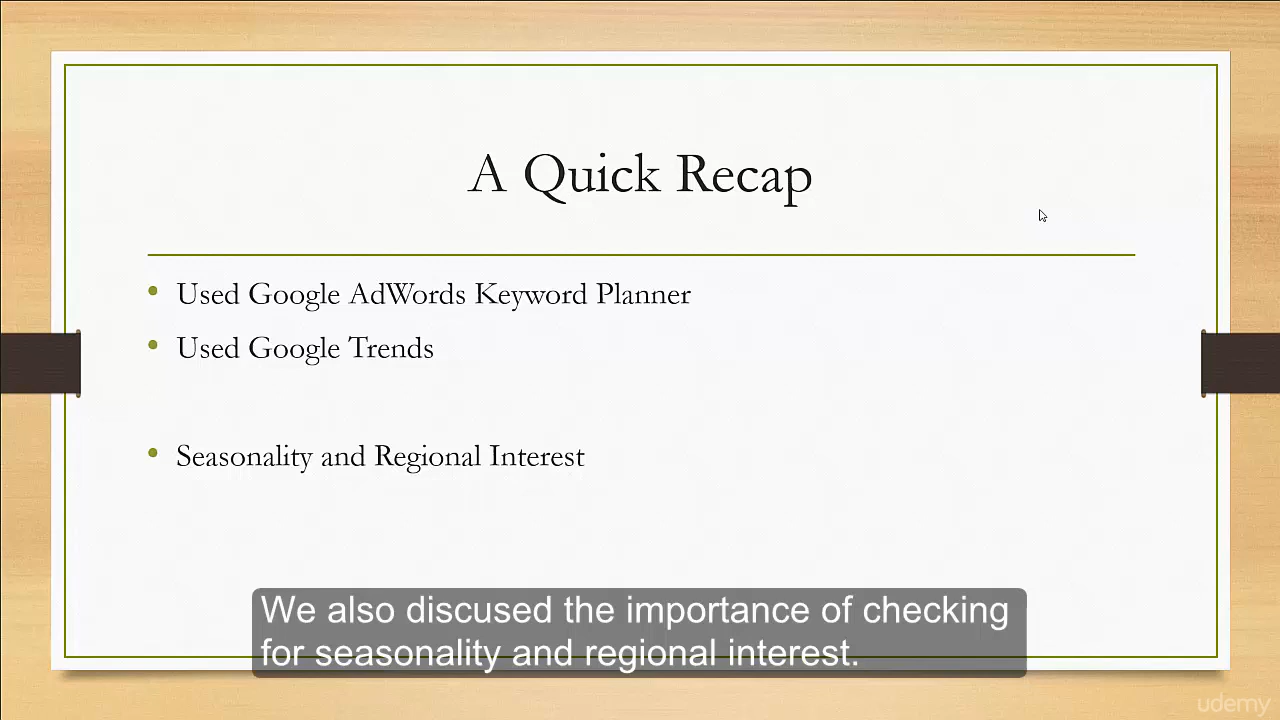 A Quick Recap
• Used Google AdWords Keyword Planner
• Used Google Trends
• Seasonality and Regional Interest
We also discused the importance of checking
for seasonality and regional interest.
udemy